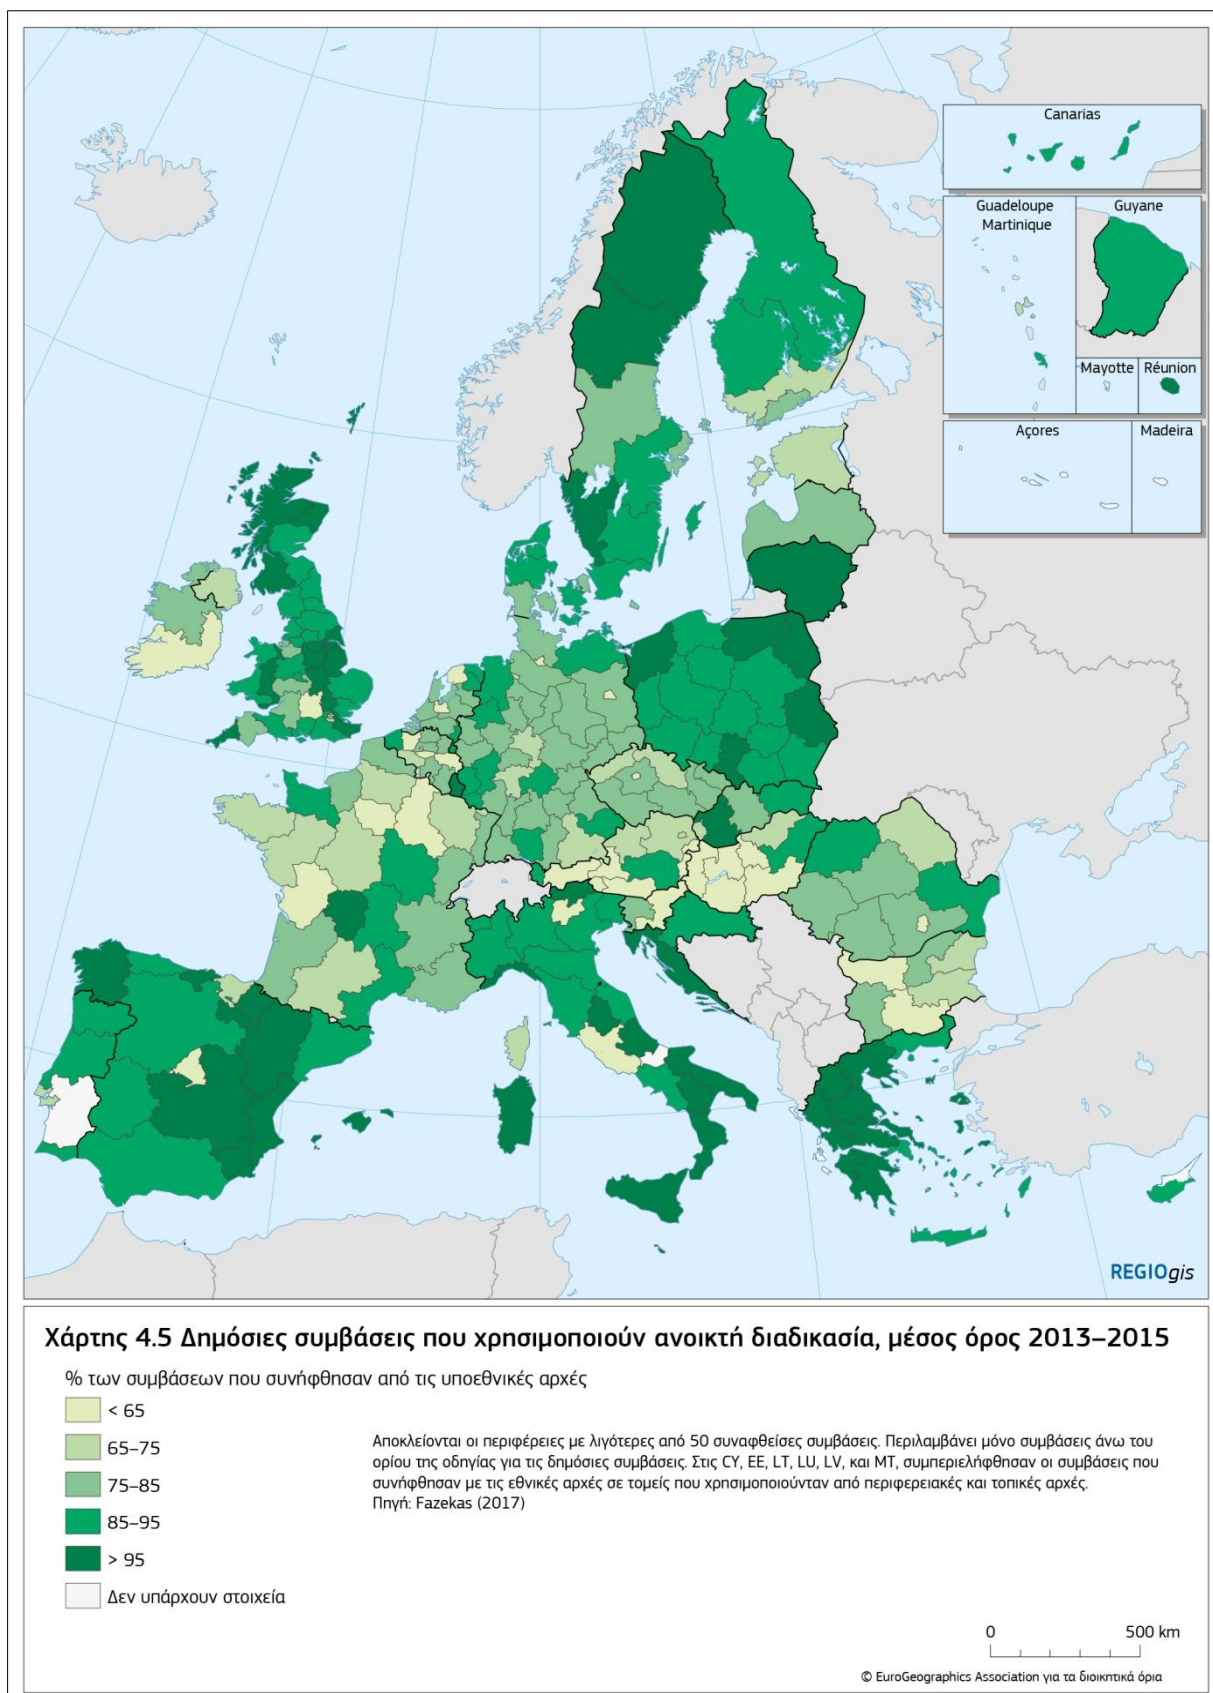 Canarias
Guadeloupe
Martinique
Guyane
Mayotte
Réunion
Açores
Madeira
REGIOgis
Χάρτης 4.5 Δημόσιες συμβάσεις που χρησιμοποιούν ανοικτή διαδικασία, μέσος όρος 2013–2015
% των συμβάσεων που συνήφθησαν από τις υποεθνικές αρχές
< 65
65–75
75–85
85–95
> 95
Δεν υπάρχουν στοιχεία
Αποκλείονται οι περιφέρειες με λιγότερες από 50 συναφθείσες συμβάσεις. Περιλαμβάνει μόνο συμβάσεις άνω του
ορίου της οδηγίας για τις δημόσιες συμβάσεις. Στις CY, EE, LT, LU, LV, και MT, συμπεριελήφθησαν οι συμβάσεις που
συνήφθησαν με τις εθνικές αρχές σε τομείς που χρησιμοποιούνταν από περιφερειακές και τοπικές αρχές.
Πηγή: Fazekas (2017)
0 500 km
© EuroGeographics Association για τα διοικητικά όρια